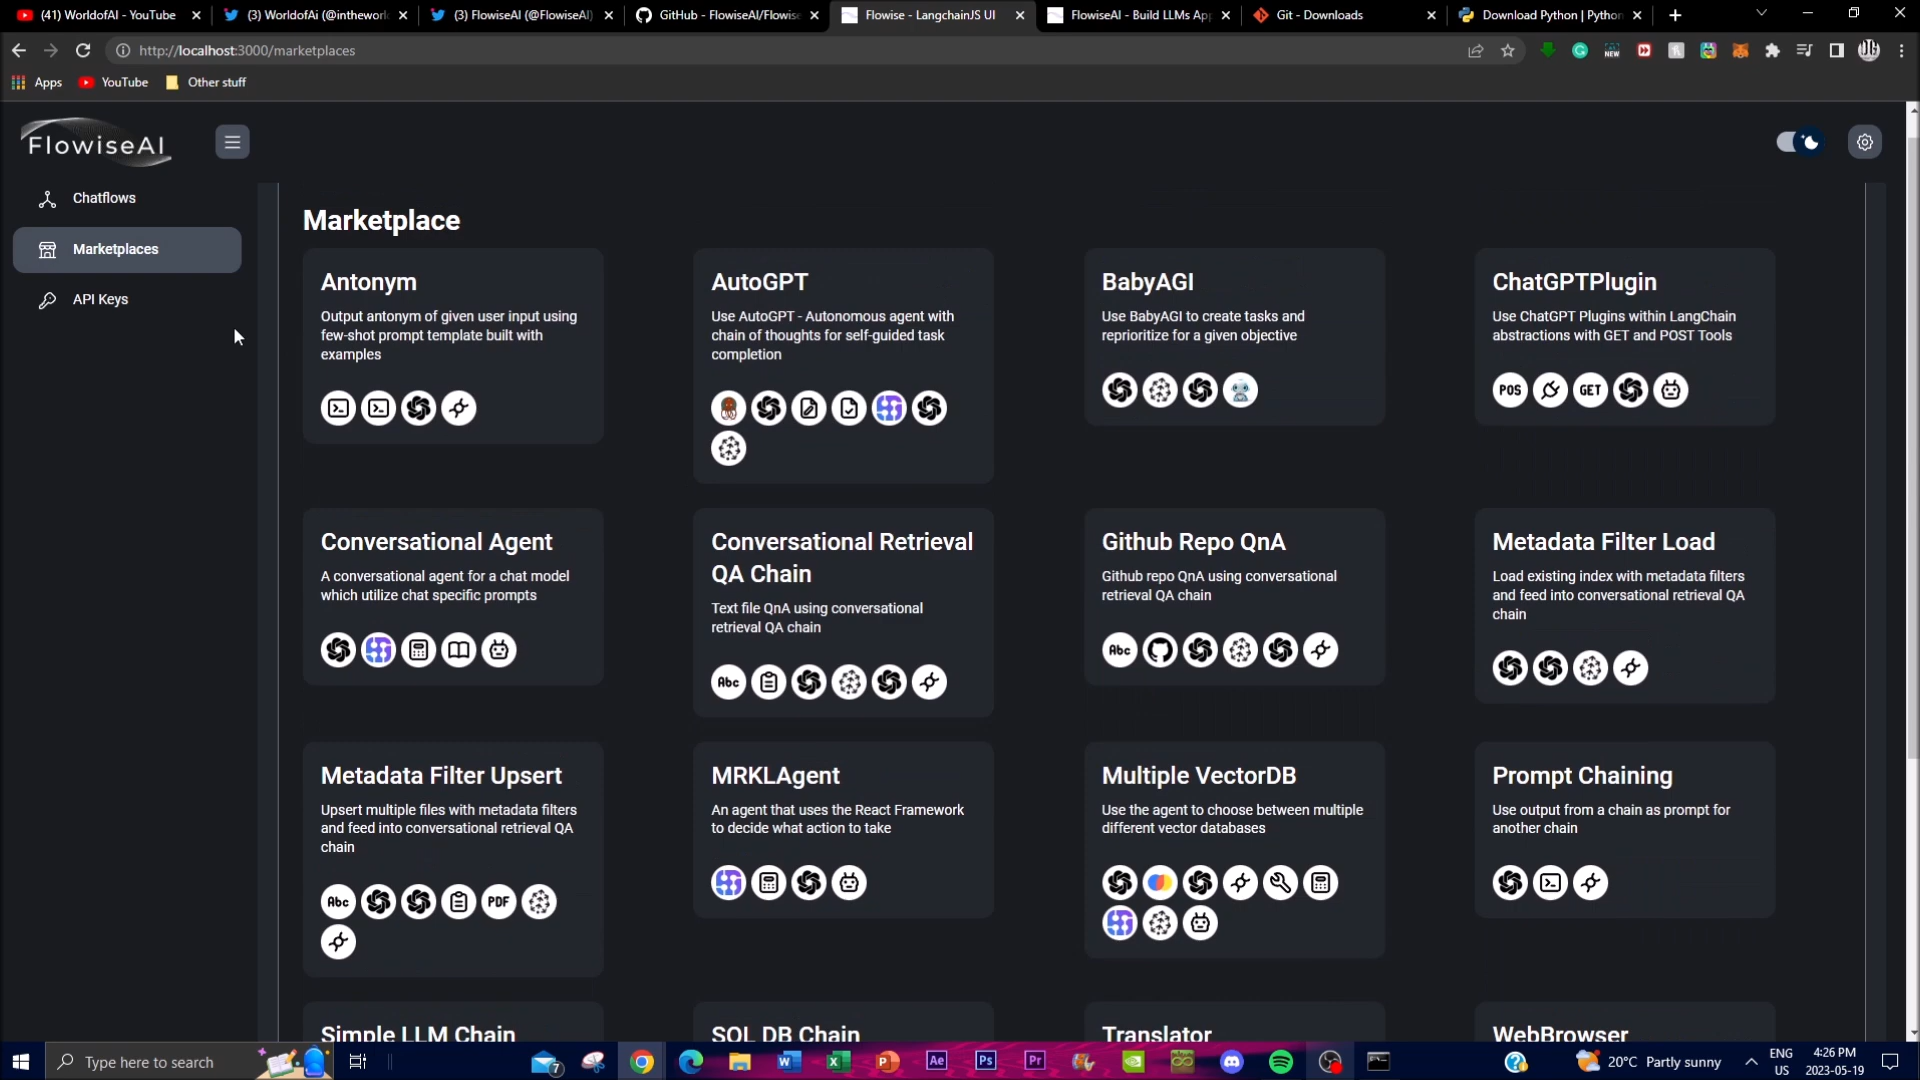 (41) WorldofAI - YouTube
(3) WorldofAi (@intheworl
(3) FlowiseAI (@FlowiseAI)
GitHub - FlowiseAI/Flowise
Flowise - LangchainJS UI
FlowiseAI - Build LLMs App
Git - Downloads
Download Python | Python
http://localhost:3000/marketplaces
NEW
Apps
YouTube
Other stuff
FlowiseAI
Chatflows
Marketplaces
API Keys
Marketplace
Antonym
Output antonym of given user input using
few-shot prompt template built with
examples
AutoGPT
Use AutoGPT - Autonomous agent with
chain of thoughts for self-guided task
completion
BabyAGI
Use BabyAGI to create tasks and
reprioritize for a given objective
ChatGPTPlugin
Use ChatGPT Plugins within LangChain
abstractions with GET and POST Tools
POS
GET
Conversational Agent
A conversational agent for a chat model
which utilize chat specific prompts
Conversational Retrieval
QA Chain
Text file QnA using conversational
retrieval QA chain
Abc
Github Repo QnA
Github repo QnA using conversational
retrieval QA chain
Abc
Metadata Filter Load
Load existing index with metadata filters
and feed into conversational retrieval QA
chain
Metadata Filter Upsert
Upsert multiple files with metadata filters
and feed into conversational retrieval QA
chain
Abc
PDF
MRKLAgent
An agent that uses the React Framework
to decide what action to take
Multiple VectorDB
Use the agent to choose between multiple
different vector databases
Prompt Chaining
Use output from a chain as prompt for
another chain
Simple LLM Chain
SQL DB Chain
Translator
WebBrowser
Type here to search
7
W
X
P
Ae
Ps
Pr
20°C Partly sunny
ENG
US
4:26 PM
2023-05-19